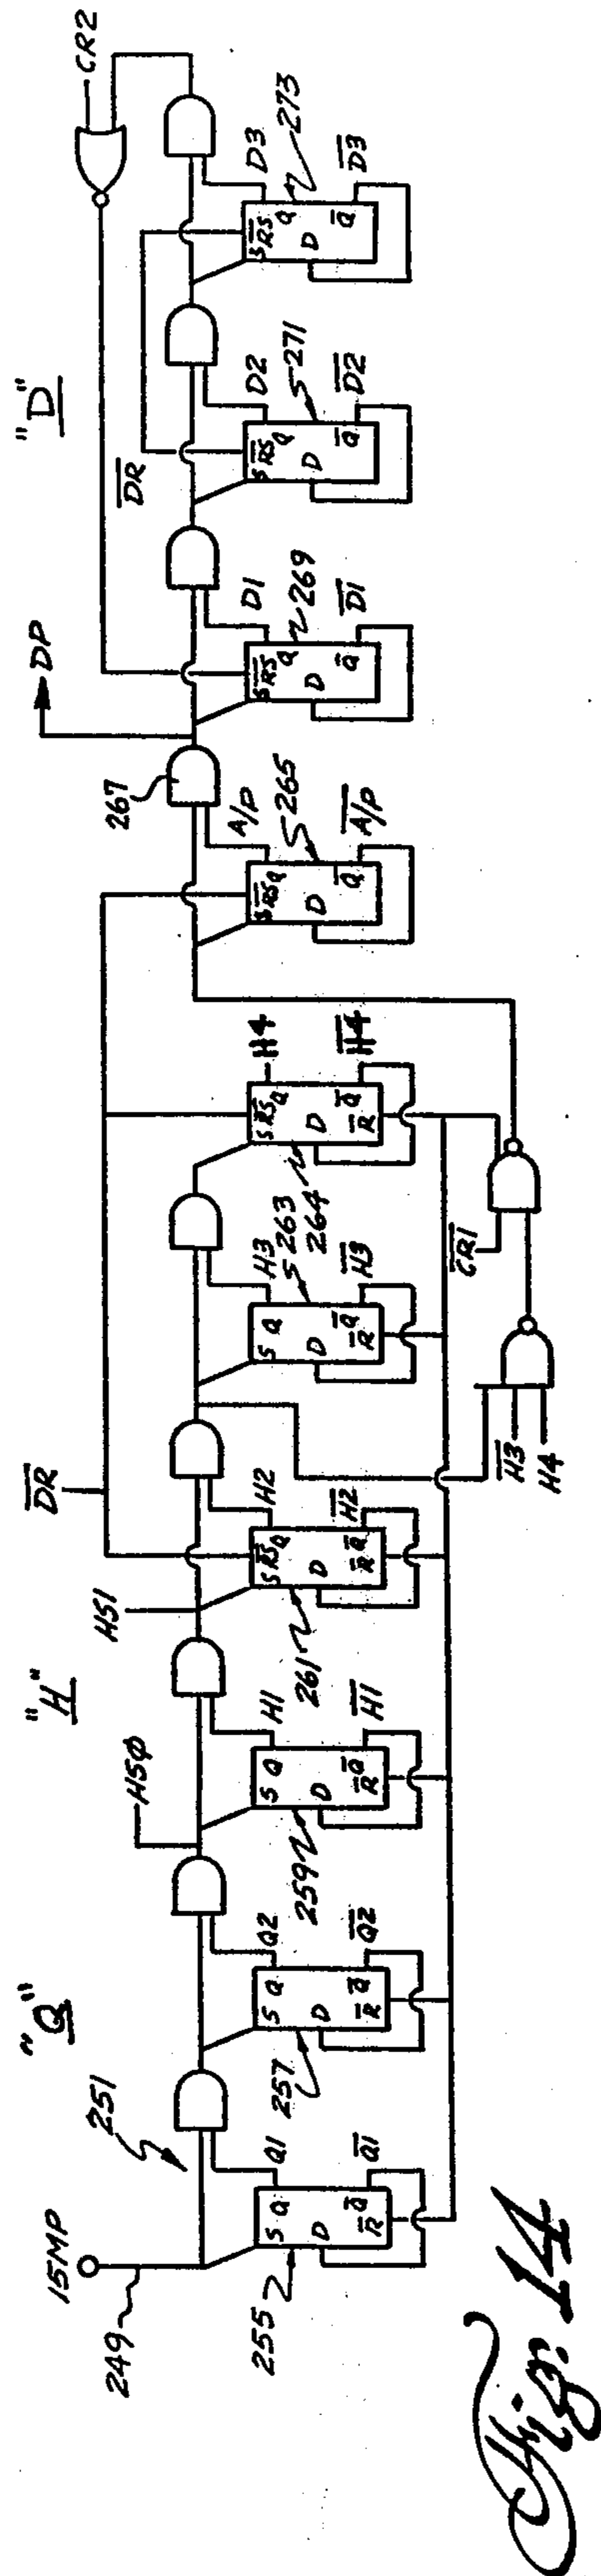 15MP
249
251
255
"Q"
S Q
D
R̅ Q̅
Q1
Q̅1̅
257
S Q
D
R̅ Q̅
Q2
Q̅2̅
HSØ
"H"
259
S Q
D
R̅ Q̅
H1
H̅1̅
HS1
261
S R̅S̅ Q
D
R̅ Q̅
H2
H̅2̅
D̅R̅
263
S Q
D
R̅ Q̅
H3
H̅3̅
264
S R̅S̅ Q
D
R̅ Q̅
H4
H̅4̅
H̅3̅
H4
C̅R̅1̅
265
S R̅S̅ Q
D
Q̅
A/P
A̅/̅P̅
267
DP
"D"
269
S R̅S̅ Q
D
Q̅
D1
D̅1̅
D̅R̅
271
S R̅S̅ Q
D
Q̅
D2
D̅2̅
273
S R̅S̅ Q
D
Q̅
D3
D̅3̅
CR2
Fig. 14